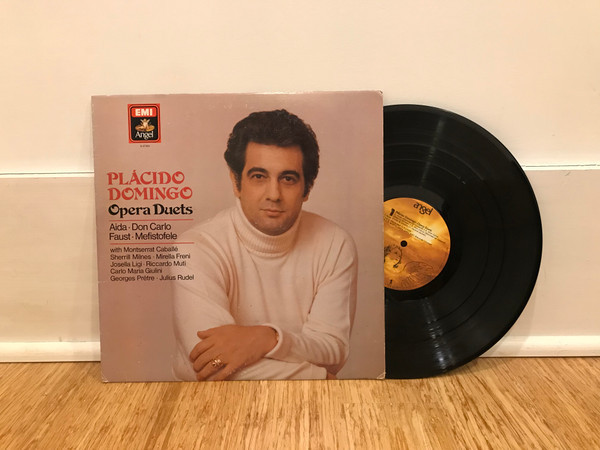 EMI
Angel
PLÁCIDO
DOMINGO
Opera Duets
Aida · Don Carlo
Faust · Mefistofele
with Montserrat Caballé
Sherrill Milnes · Mirella Freni
Josella Ligi · Riccardo Muti
Carlo Maria Giulini
Georges Prêtre · Julius Rudel
angel